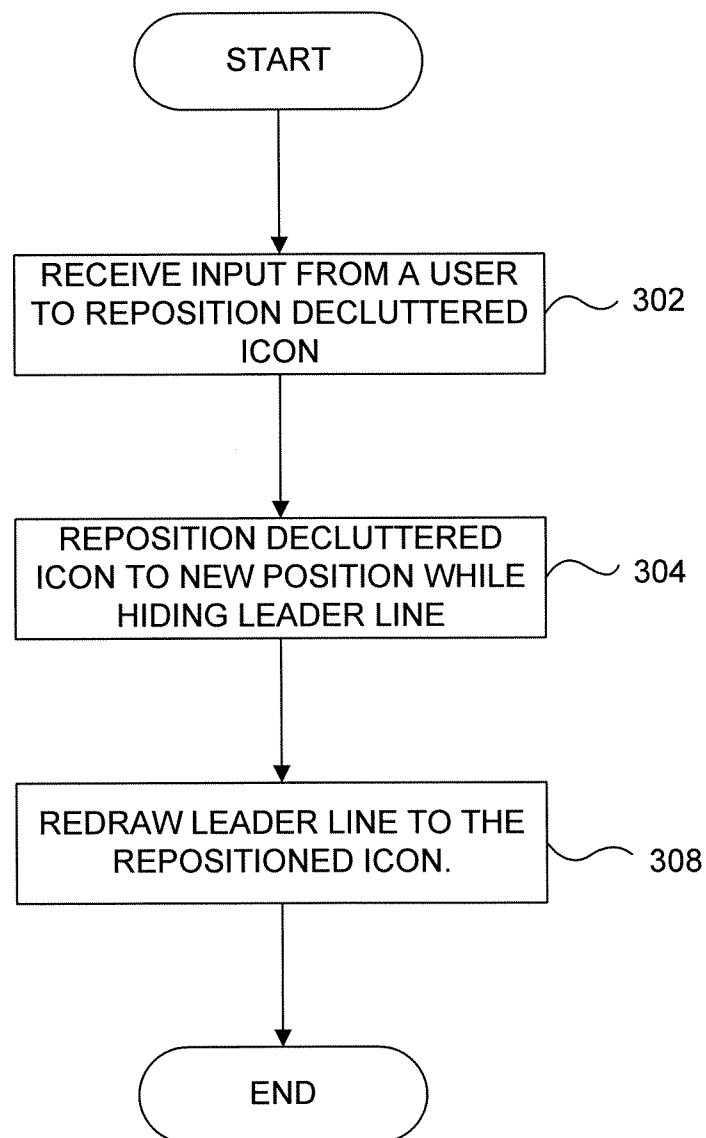 START
RECEIVE INPUT FROM A USER
TO REPOSITION DECLUTTERED
ICON
302
REPOSITION DECLUTTERED
ICON TO NEW POSITION WHILE
HIDING LEADER LINE
304
REDRAW LEADER LINE TO THE
REPOSITIONED ICON.
308
END